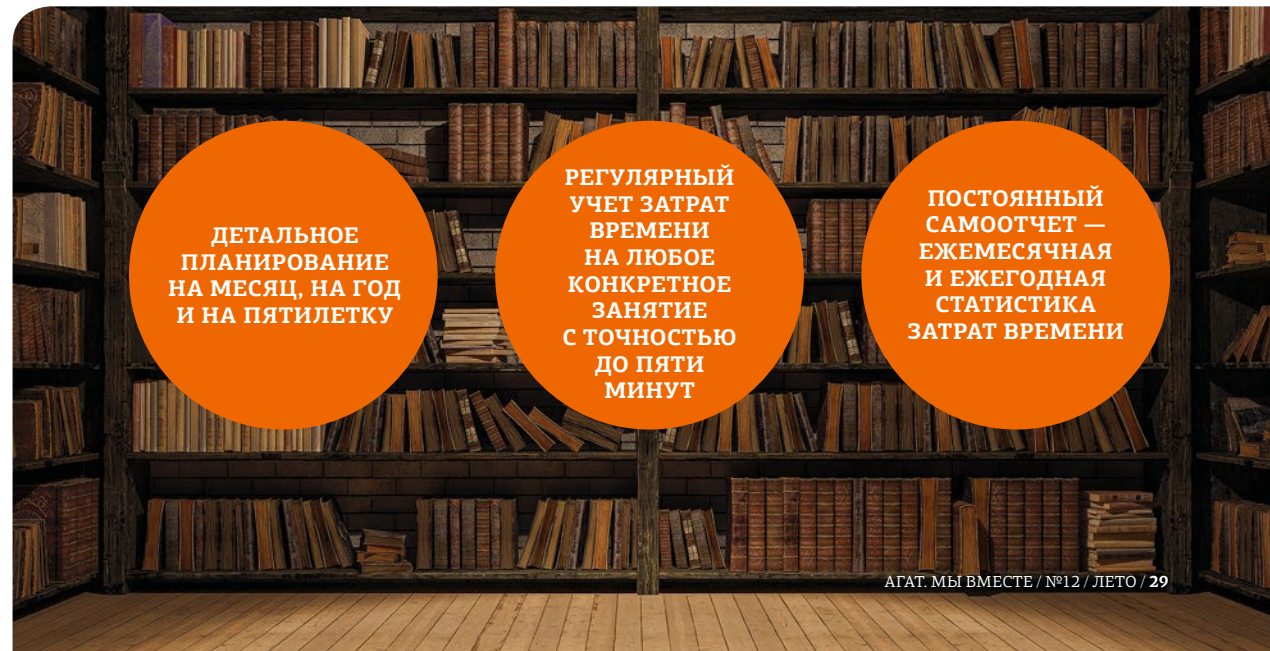 ДЕТАЛЬНОЕ
ПЛАНИРОВАНИЕ
НА МЕСЯЦ, НА ГОД
И НА ПЯТИЛЕТКУ
РЕГУЛЯРНЫЙ
УЧЕТ ЗАТРАТ
ВРЕМЕНИ
НА ЛЮБОЕ
КОНКРЕТНОЕ
ЗАНЯТИЕ
С ТОЧНОСТЬЮ
ДО ПЯТИ
МИНУТ
ПОСТОЯННЫЙ
САМООТЧЕТ —
ЕЖЕМЕСЯЧНАЯ
И ЕЖЕГОДНАЯ
СТАТИСТИКА
ЗАТРАТ ВРЕМЕНИ
АГАТ. МЫ ВМЕСТЕ / №12 / ЛЕТО / 29